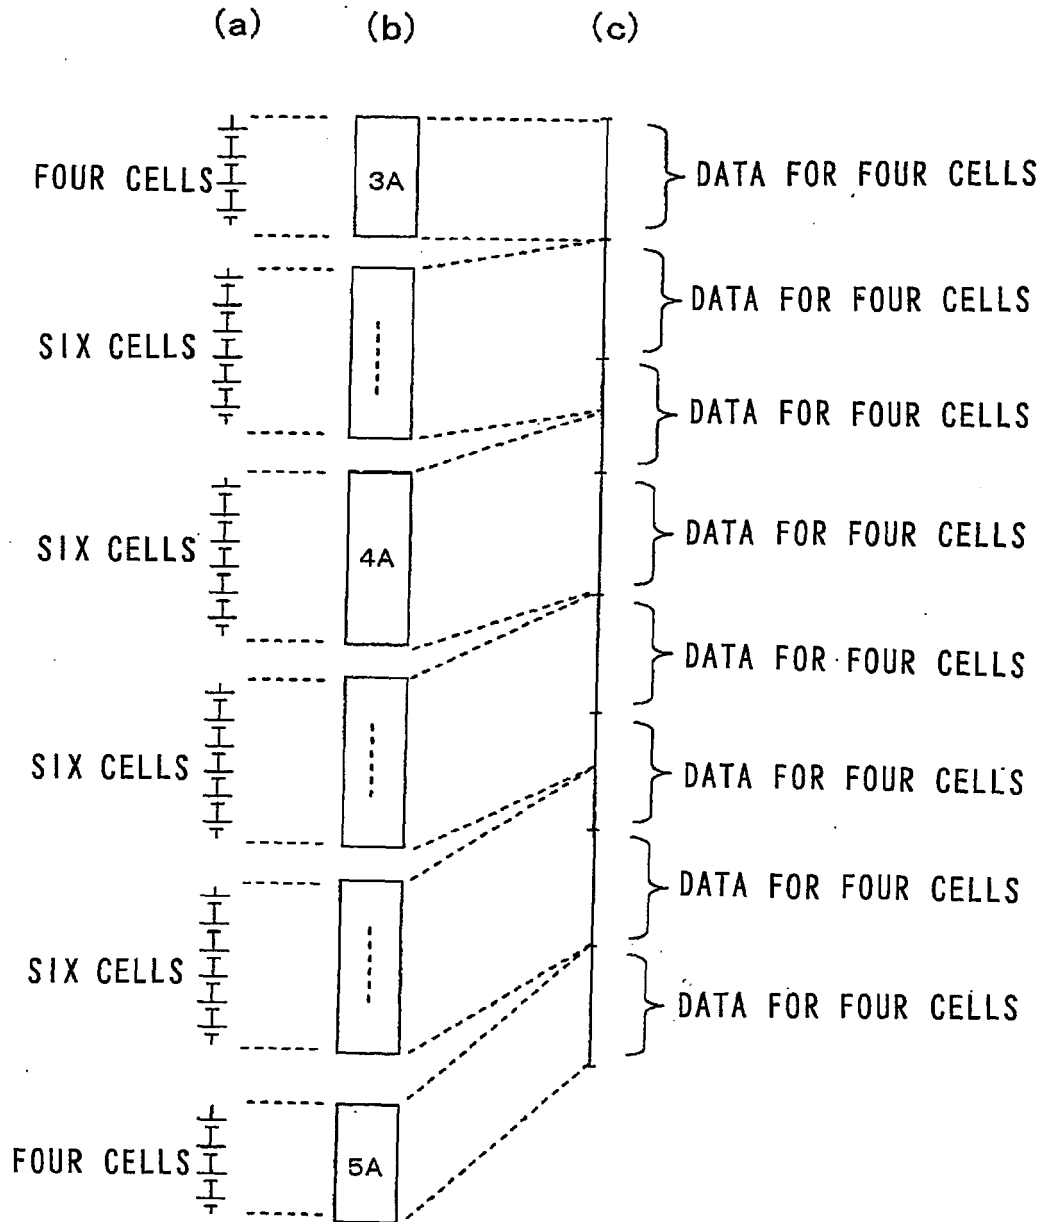 (a) (b) (c)
FOUR CELLS 3A DATA FOR FOUR CELLS
DATA FOR FOUR CELLS
SIX CELLS
DATA FOR FOUR CELLS
SIX CELLS 4A DATA FOR FOUR CELLS
DATA FOR FOUR CELLS
SIX CELLS DATA FOR FOUR CELLS
DATA FOR FOUR CELLS
SIX CELLS
DATA FOR FOUR CELLS
FOUR CELLS 5A